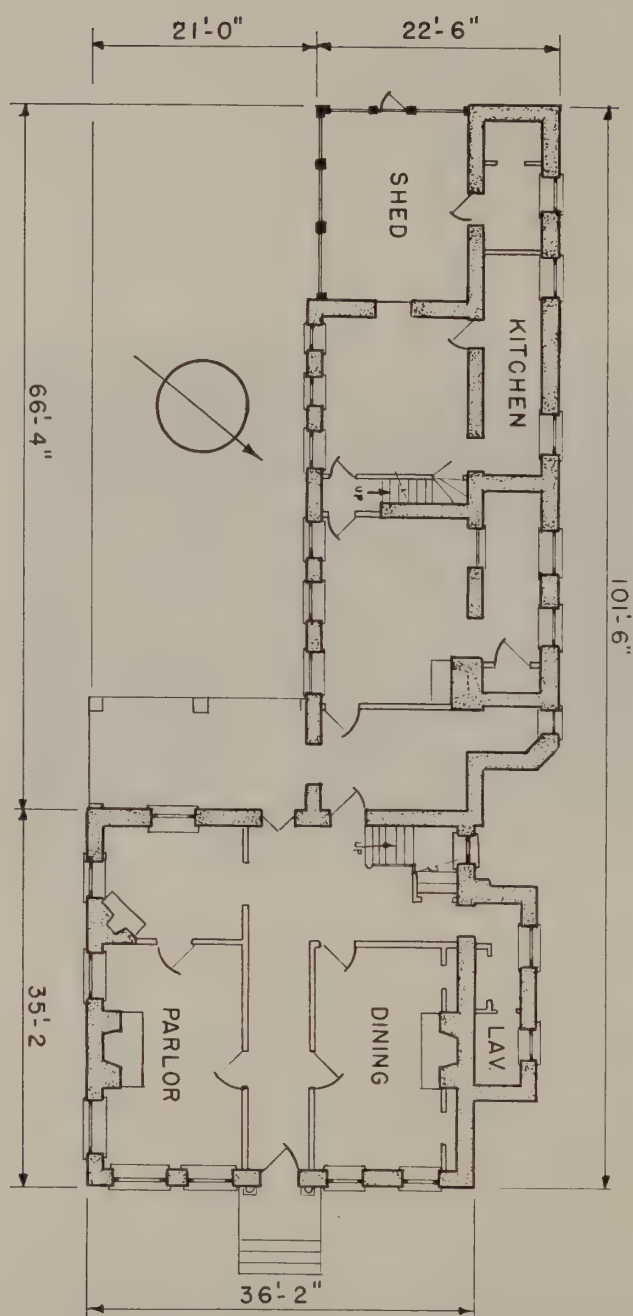 21'-0"
22'-6"
SHED
KITCHEN
66'-4"
UP
101'-6"
UP
35'-2
PARLOR
DINING
LAV.
36'-2"